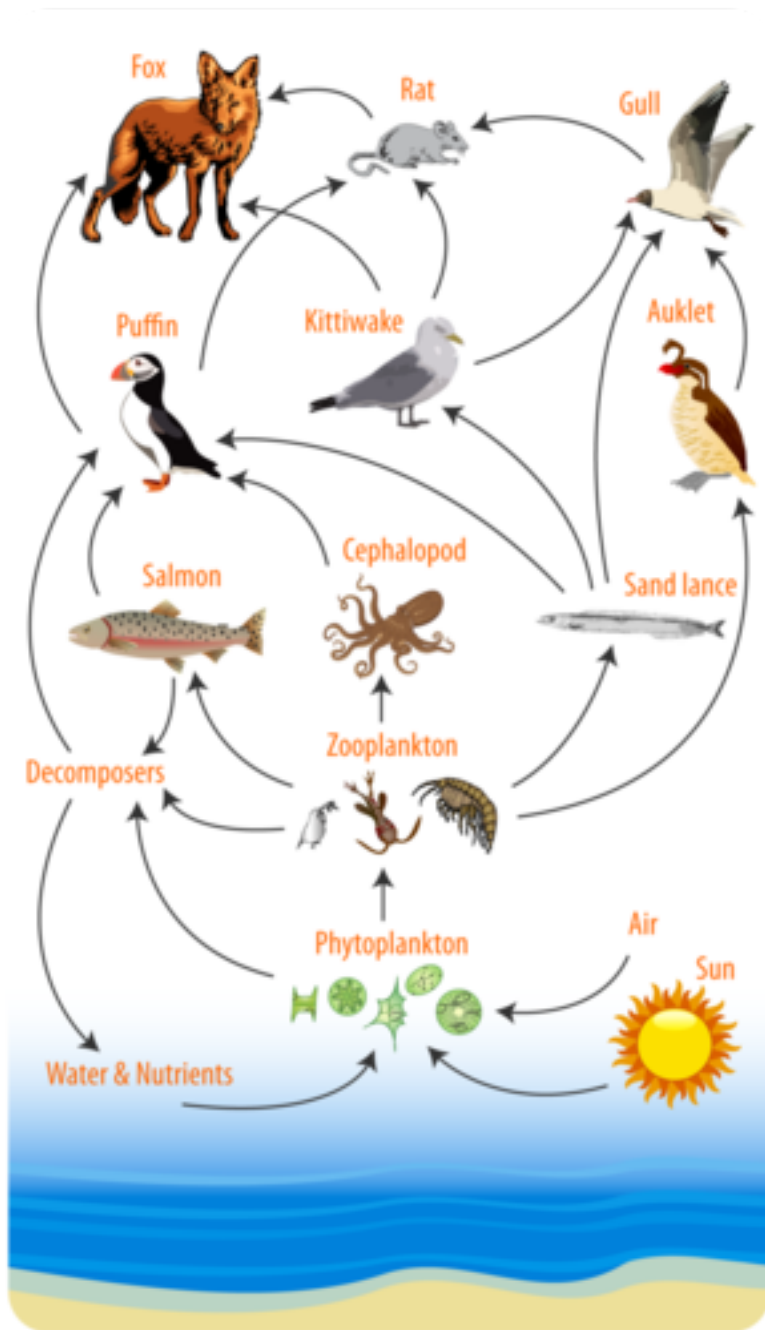 Fox
Rat
Gull
Puffin
Kittiwake
Auklet
Salmon
Cephalopod
Sand lance
Zooplankton
Decomposers
Phytoplankton
Air
Sun
Water & Nutrients